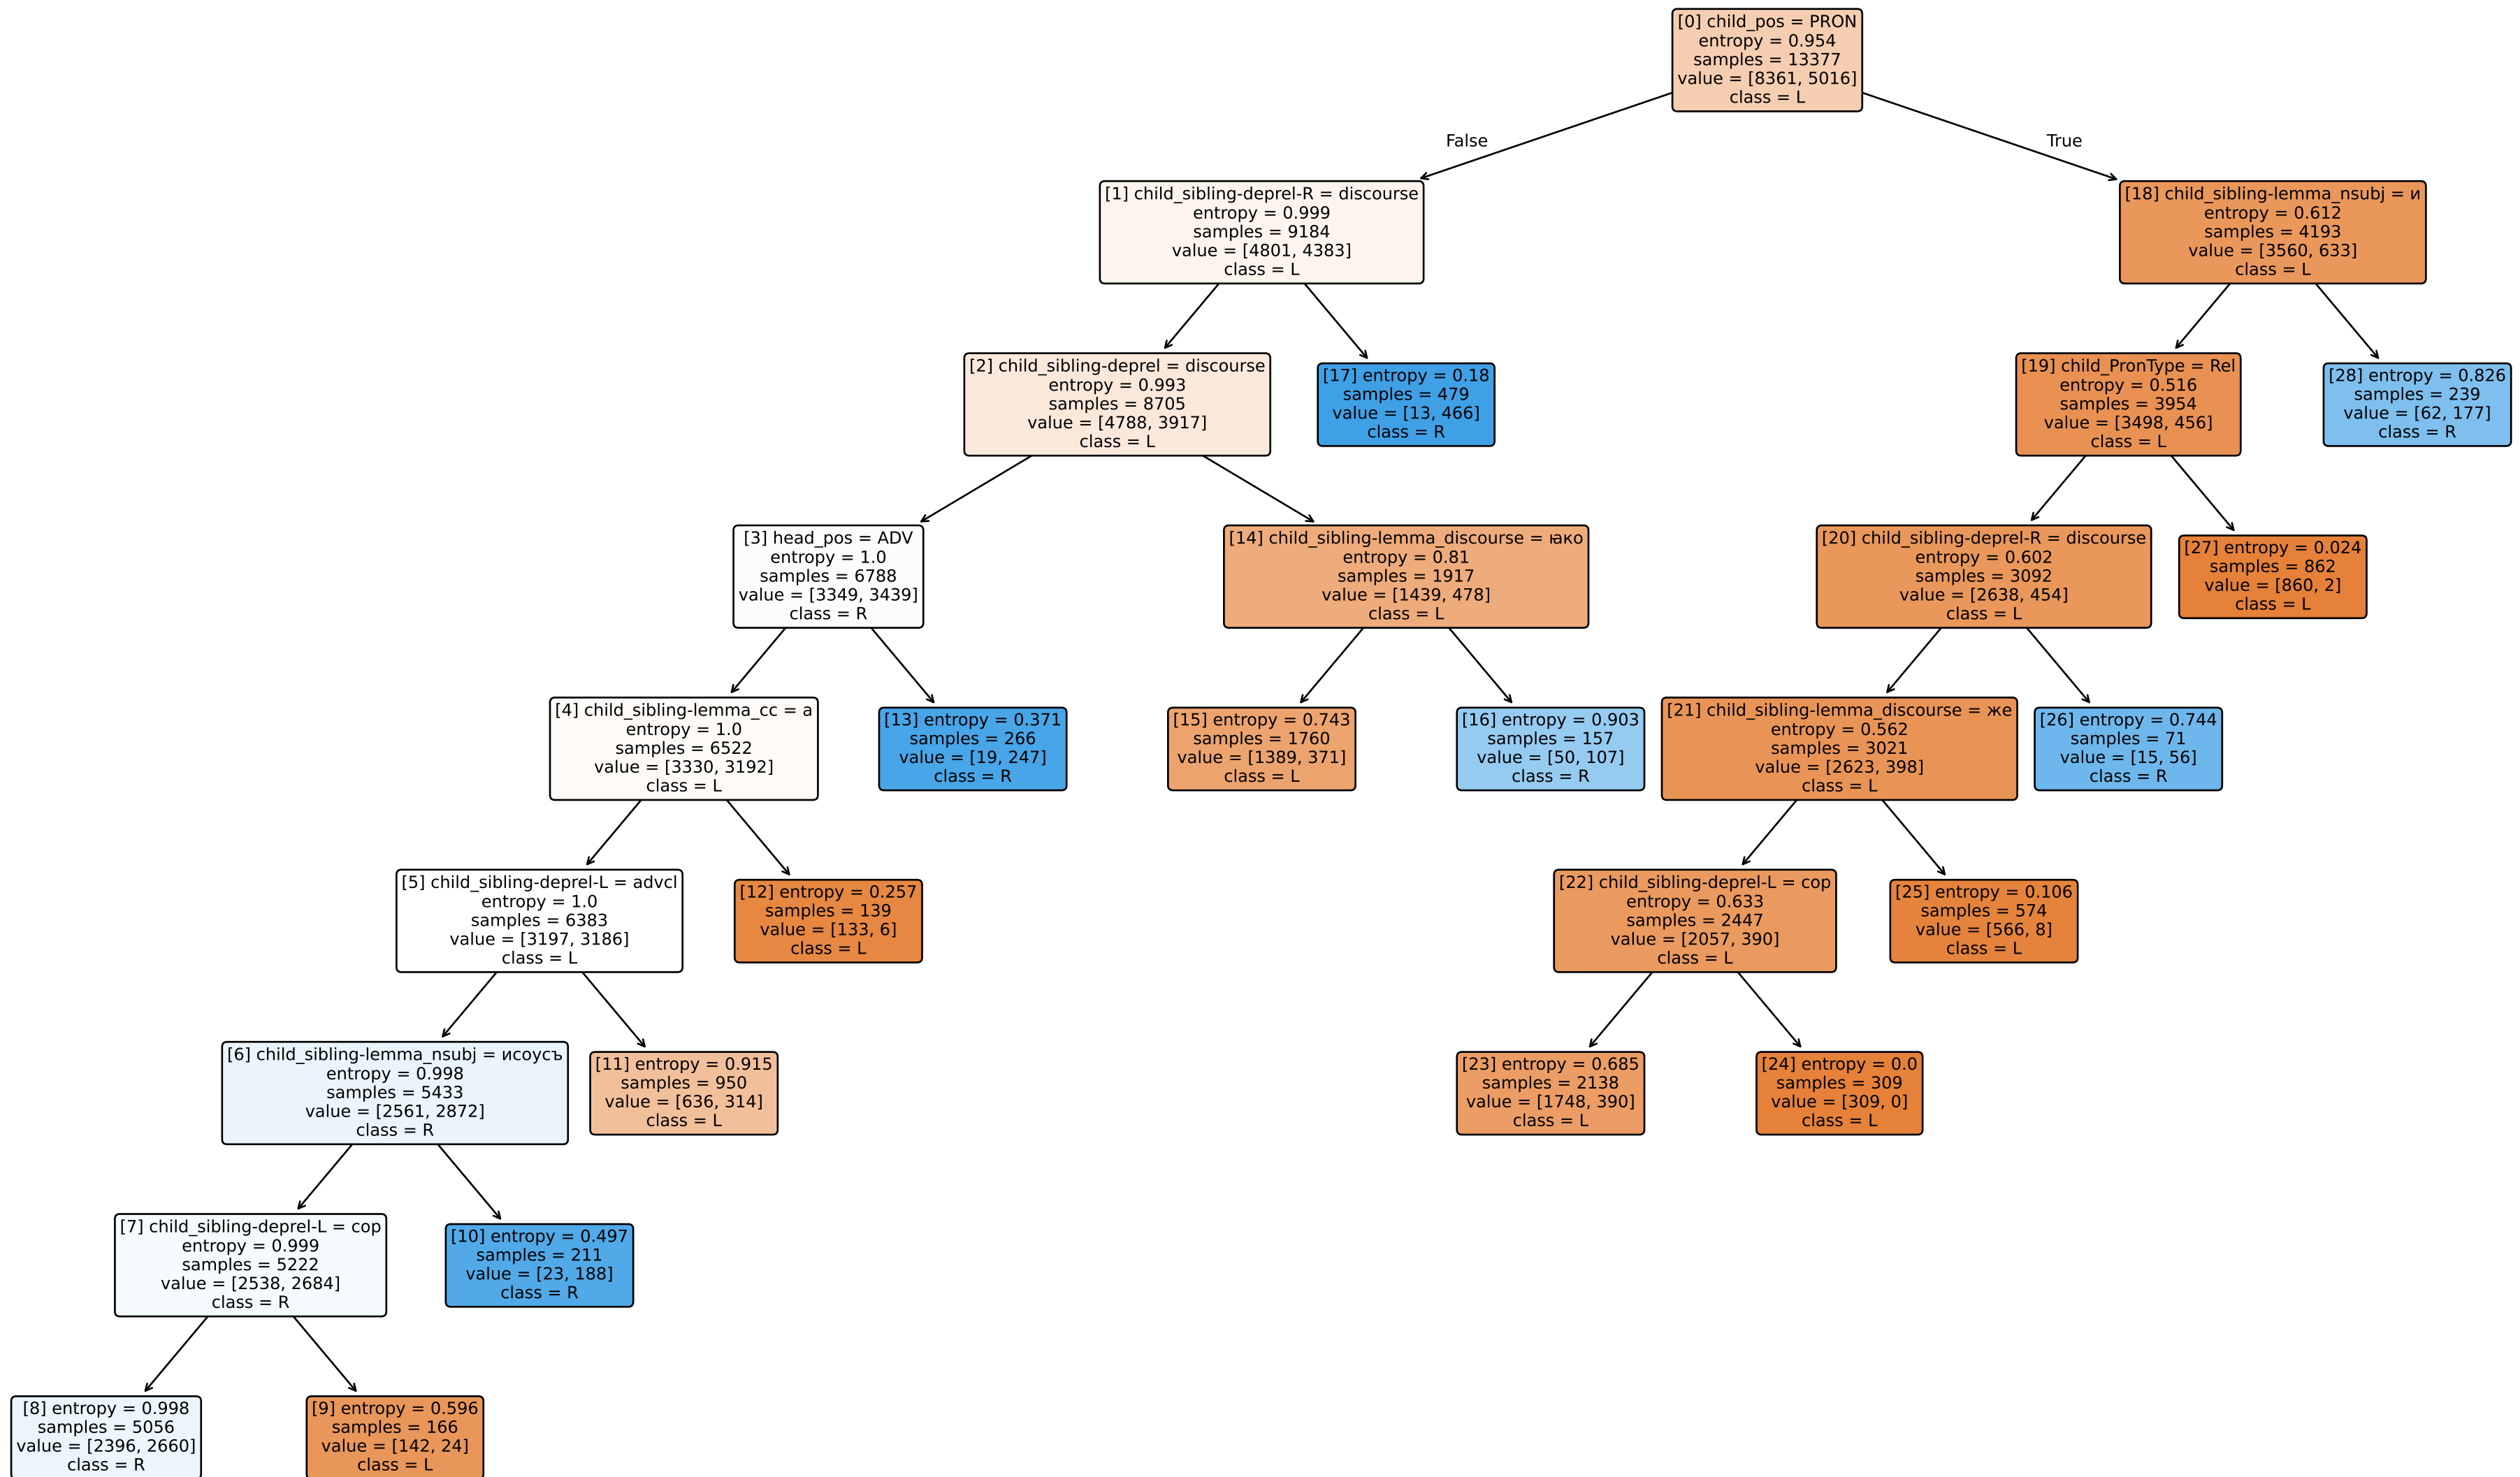 [0] child_pos = PRON
entropy = 0.954
samples = 13377
value = [8361, 5016]
class = L
False
True
[1] child_sibling-deprel-R = discourse
entropy = 0.999
samples = 9184
value = [4801, 4383]
class = L
[18] child_sibling-lemma_nsubj = и
entropy = 0.612
samples = 4193
value = [3560, 633]
class = L
[2] child_sibling-deprel = discourse
entropy = 0.993
samples = 8705
value = [4788, 3917]
class = L
[17] entropy = 0.18
samples = 479
value = [13, 466]
class = R
[19] child_PronType = Rel
entropy = 0.516
samples = 3954
value = [3498, 456]
class = L
[28] entropy = 0.826
samples = 239
value = [62, 177]
class = R
[3] head_pos = ADV
entropy = 1.0
samples = 6788
value = [3349, 3439]
class = R
[14] child_sibling-lemma_discourse = ꙗко
entropy = 0.81
samples = 1917
value = [1439, 478]
class = L
[20] child_sibling-deprel-R = discourse
entropy = 0.602
samples = 3092
value = [2638, 454]
class = L
[27] entropy = 0.024
samples = 862
value = [860, 2]
class = L
[4] child_sibling-lemma_cc = а
entropy = 1.0
samples = 6522
value = [3330, 3192]
class = L
[13] entropy = 0.371
samples = 266
value = [19, 247]
class = R
[15] entropy = 0.743
samples = 1760
value = [1389, 371]
class = L
[16] entropy = 0.903
samples = 157
value = [50, 107]
class = R
[21] child_sibling-lemma_discourse = же
entropy = 0.562
samples = 3021
value = [2623, 398]
class = L
[26] entropy = 0.744
samples = 71
value = [15, 56]
class = R
[5] child_sibling-deprel-L = advcl
entropy = 1.0
samples = 6383
value = [3197, 3186]
class = L
[12] entropy = 0.257
samples = 139
value = [133, 6]
class = L
[22] child_sibling-deprel-L = cop
entropy = 0.633
samples = 2447
value = [2057, 390]
class = L
[25] entropy = 0.106
samples = 574
value = [566, 8]
class = L
[6] child_sibling-lemma_nsubj = исоусъ
entropy = 0.998
samples = 5433
value = [2561, 2872]
class = R
[11] entropy = 0.915
samples = 950
value = [636, 314]
class = L
[23] entropy = 0.685
samples = 2138
value = [1748, 390]
class = L
[24] entropy = 0.0
samples = 309
value = [309, 0]
class = L
[7] child_sibling-deprel-L = cop
entropy = 0.999
samples = 5222
value = [2538, 2684]
class = R
[10] entropy = 0.497
samples = 211
value = [23, 188]
class = R
[8] entropy = 0.998
samples = 5056
value = [2396, 2660]
class = R
[9] entropy = 0.596
samples = 166
value = [142, 24]
class = L